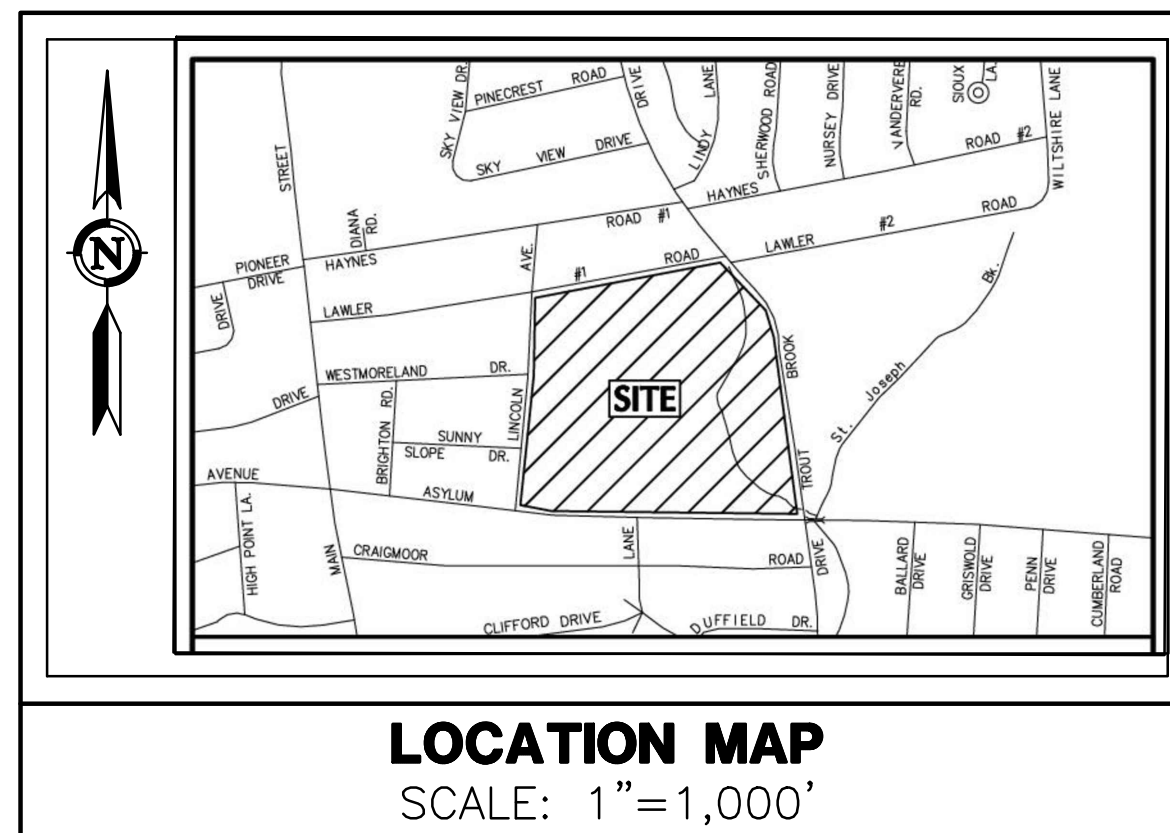 SKY VIEW DR.
PINECREST ROAD
DRIVE
LINDY LANE
SHERWOOD ROAD
NURSEY DRIVE
VANDERVERE RD.
SIOUX LA.
WILTSHIRE LANE
STREET
SKY VIEW DRIVE
HAYNES ROAD #2
DIANA RD.
HAYNES ROAD #1
N
PIONEER DRIVE
AVE.
LAWLER #1 ROAD
LAWLER #2 ROAD
DRIVE
Bk.
WESTMORELAND DR.
BROOK
DRIVE
BRIGHTON RD.
LINCOLN
SITE
Joseph
St.
SUNNY
SLOPE DR.
TROUT
AVENUE
ASYLUM
HIGH POINT LA.
MAIN
CRAIGMOOR ROAD
LANE
DRIVE
BALLARD DRIVE
GRISWOLD DRIVE
PENN DRIVE
CUMBERLAND ROAD
CLIFFORD DRIVE
DUFFIELD DR.
LOCATION MAP
SCALE: 1"=1,000'